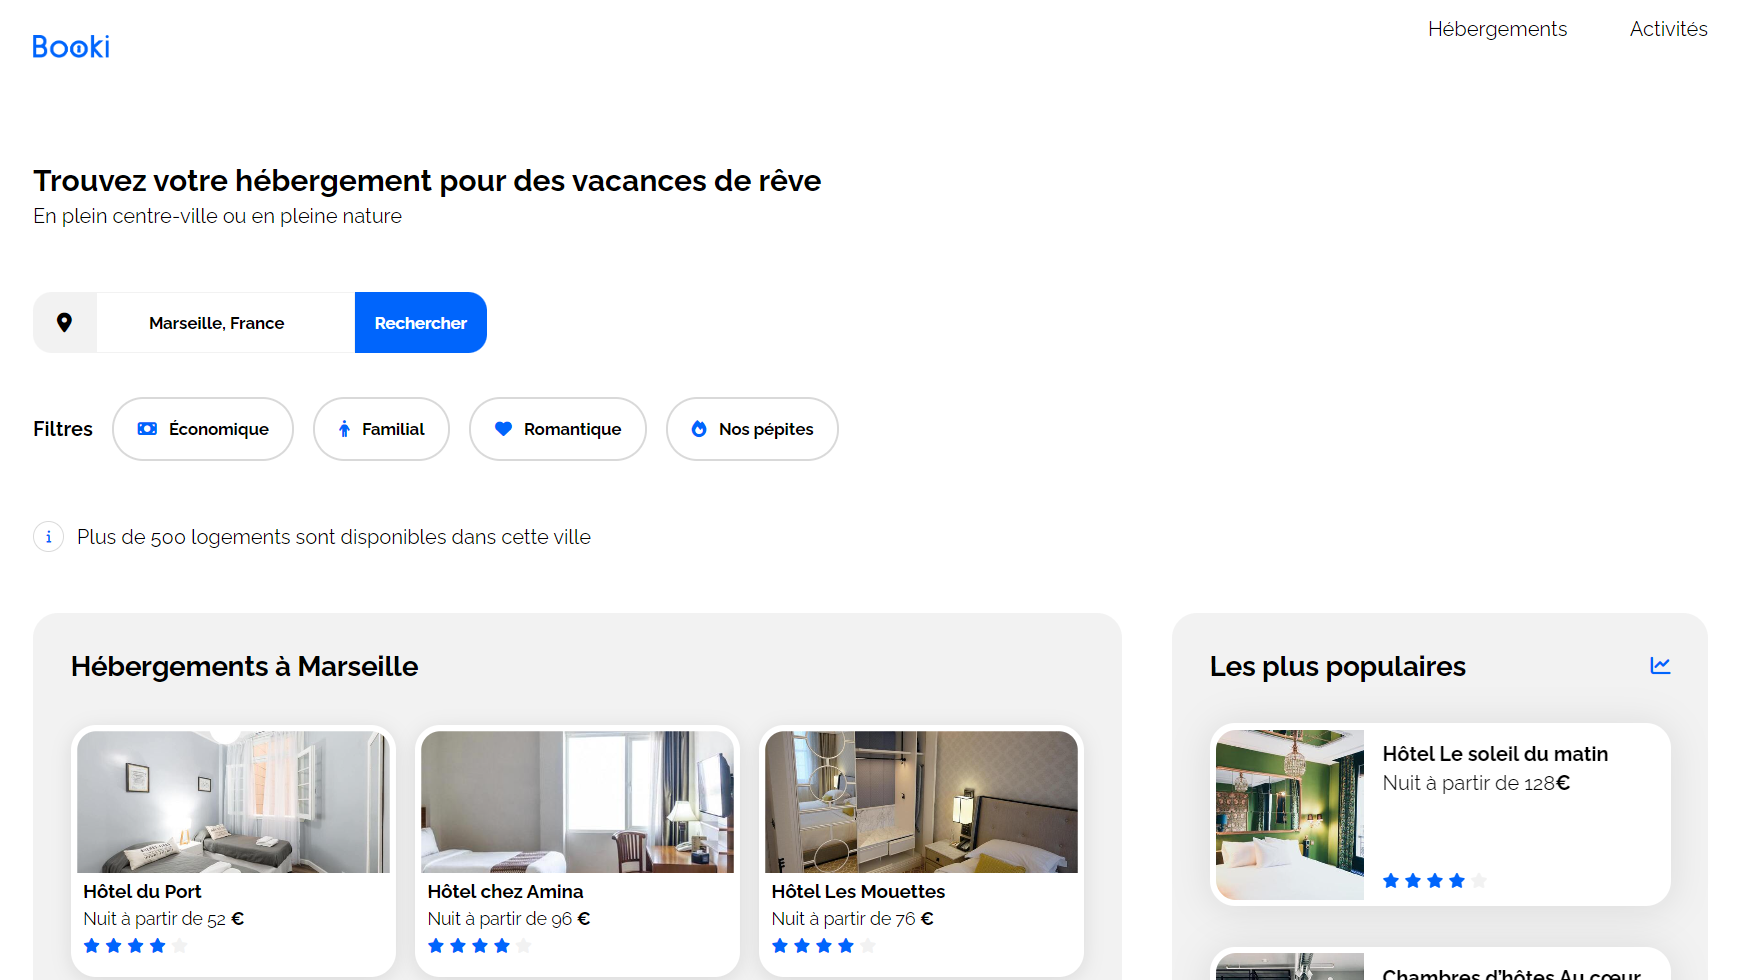 Booki
Hébergements
Activités
Trouvez votre hébergement pour des vacances de rêve
En plein centre-ville ou en pleine nature
Marseille, France
Rechercher
Filtres
Économique
Familial
Romantique
Nos pépites
Plus de 500 logements sont disponibles dans cette ville
Hébergements à Marseille
Hôtel du Port
Nuit à partir de 52 €
Hôtel chez Amina
Nuit à partir de 96 €
Hôtel Les Mouettes
Nuit à partir de 76 €
Les plus populaires
Hôtel Le soleil du matin
Nuit à partir de 128€
Chambres d'hôtes Au cœur